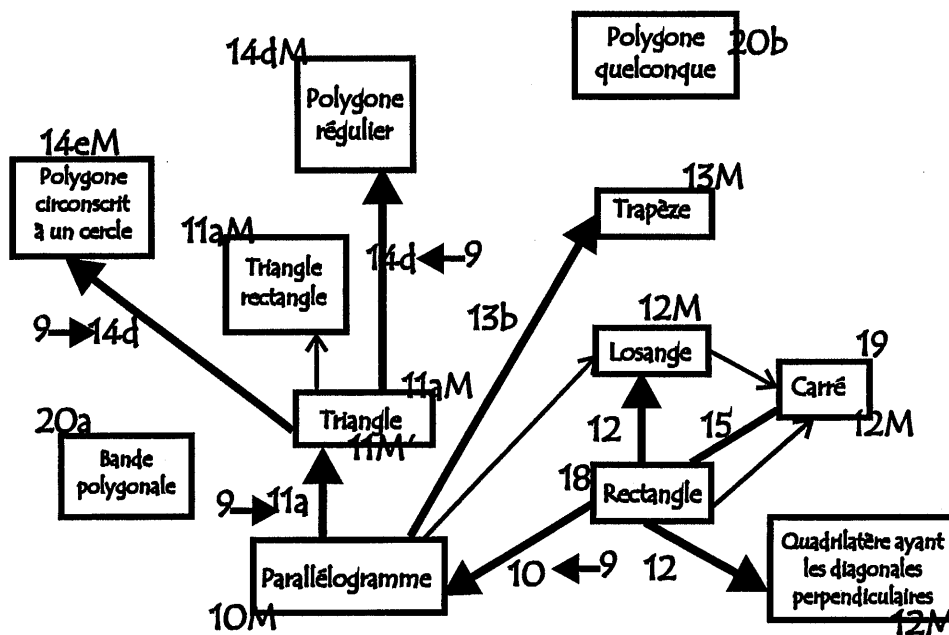 14dM
Polygone
régulier
Polygone
quelconque
20b
14eM
Polygone
circonscrit
à un cercle
11aM
Triangle
rectangle
14d 9
13M
Trapèze
13b
9 14d
12M
Losange
19
Carré
12M
11aM
Triangle
11M
12
15
20a
Bande
polygonale
18
Rectangle
9 11a
Parallélogramme
10M
10 9
12
Quadrilatère ayant
les diagonales
perpendiculaires
12M